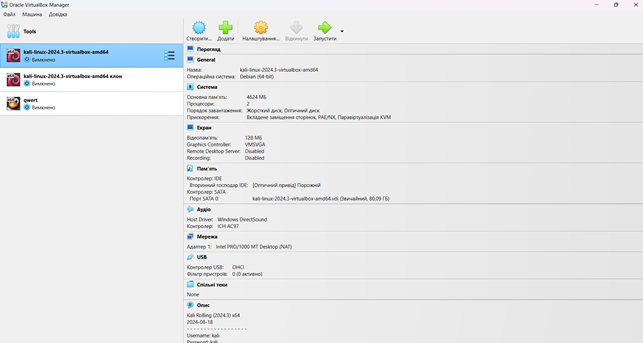 Oracle VirtualBox Manager
Файл Машина Довідка
Tools
kali-linux-2024.3-virtualbox-amd64
Вимкнено
kali-linux-2024.3-virtualbox-amd64 клон
Вимкнено
qwert
Вимкнено
Створити... Додати Налаштування... Відкинути Запустити
Перегляд
General
Назва: kali-linux-2024.3-virtualbox-amd64
Операційна система: Debian (64-bit)
Система
Основна пам'ять: 4624 МБ
Процесори: 2
Порядок завантаження: Жорсткий диск, Оптичний диск
Прискорення: Вкладене заміщення сторінок, PAE/NX, Паравіртуалізація KVM
Екран
Відеопам'ять: 128 МБ
Graphics Controller: VMSVGA
Remote Desktop Server: Disabled
Recording: Disabled
Пам'ять
Контролер: IDE
Вторинний господар IDE: [Оптичний привід] Порожній
Контролер: SATA
Порт SATA 0: kali-linux-2024.3-virtualbox-amd64.vdi (Звичайний, 80,09 ГБ)
Аудіо
Host Driver: Windows DirectSound
Контролер: ICH AC97
Мережа
Адаптер 1: Intel PRO/1000 MT Desktop (NAT)
USB
Контролер USB: OHCI
Фільтр пристроїв: 0 (0 активно)
Спільні теки
None
Опис
Kali Rolling (2024.3) x64
2024-08-18
- - - - - - - - - - - - - - - - - -
Username: kali
Password: kali